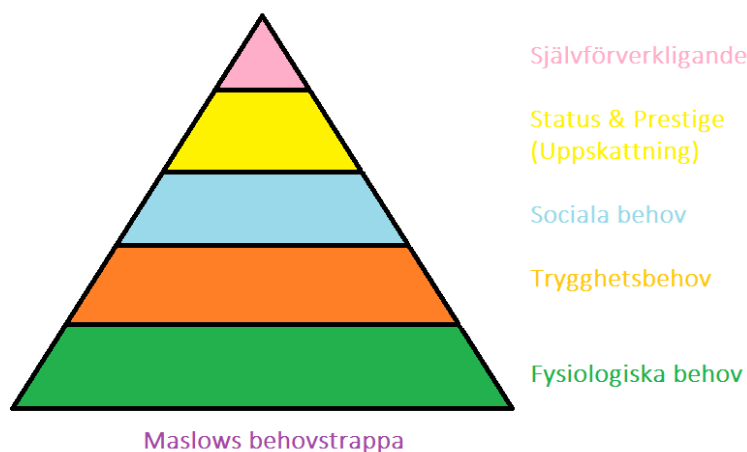 Självförverkligande
Status & Prestige
(Uppskattning)
Sociala behov
Trygghetsbehov
Fysiologiska behov
Maslows behovstrappa